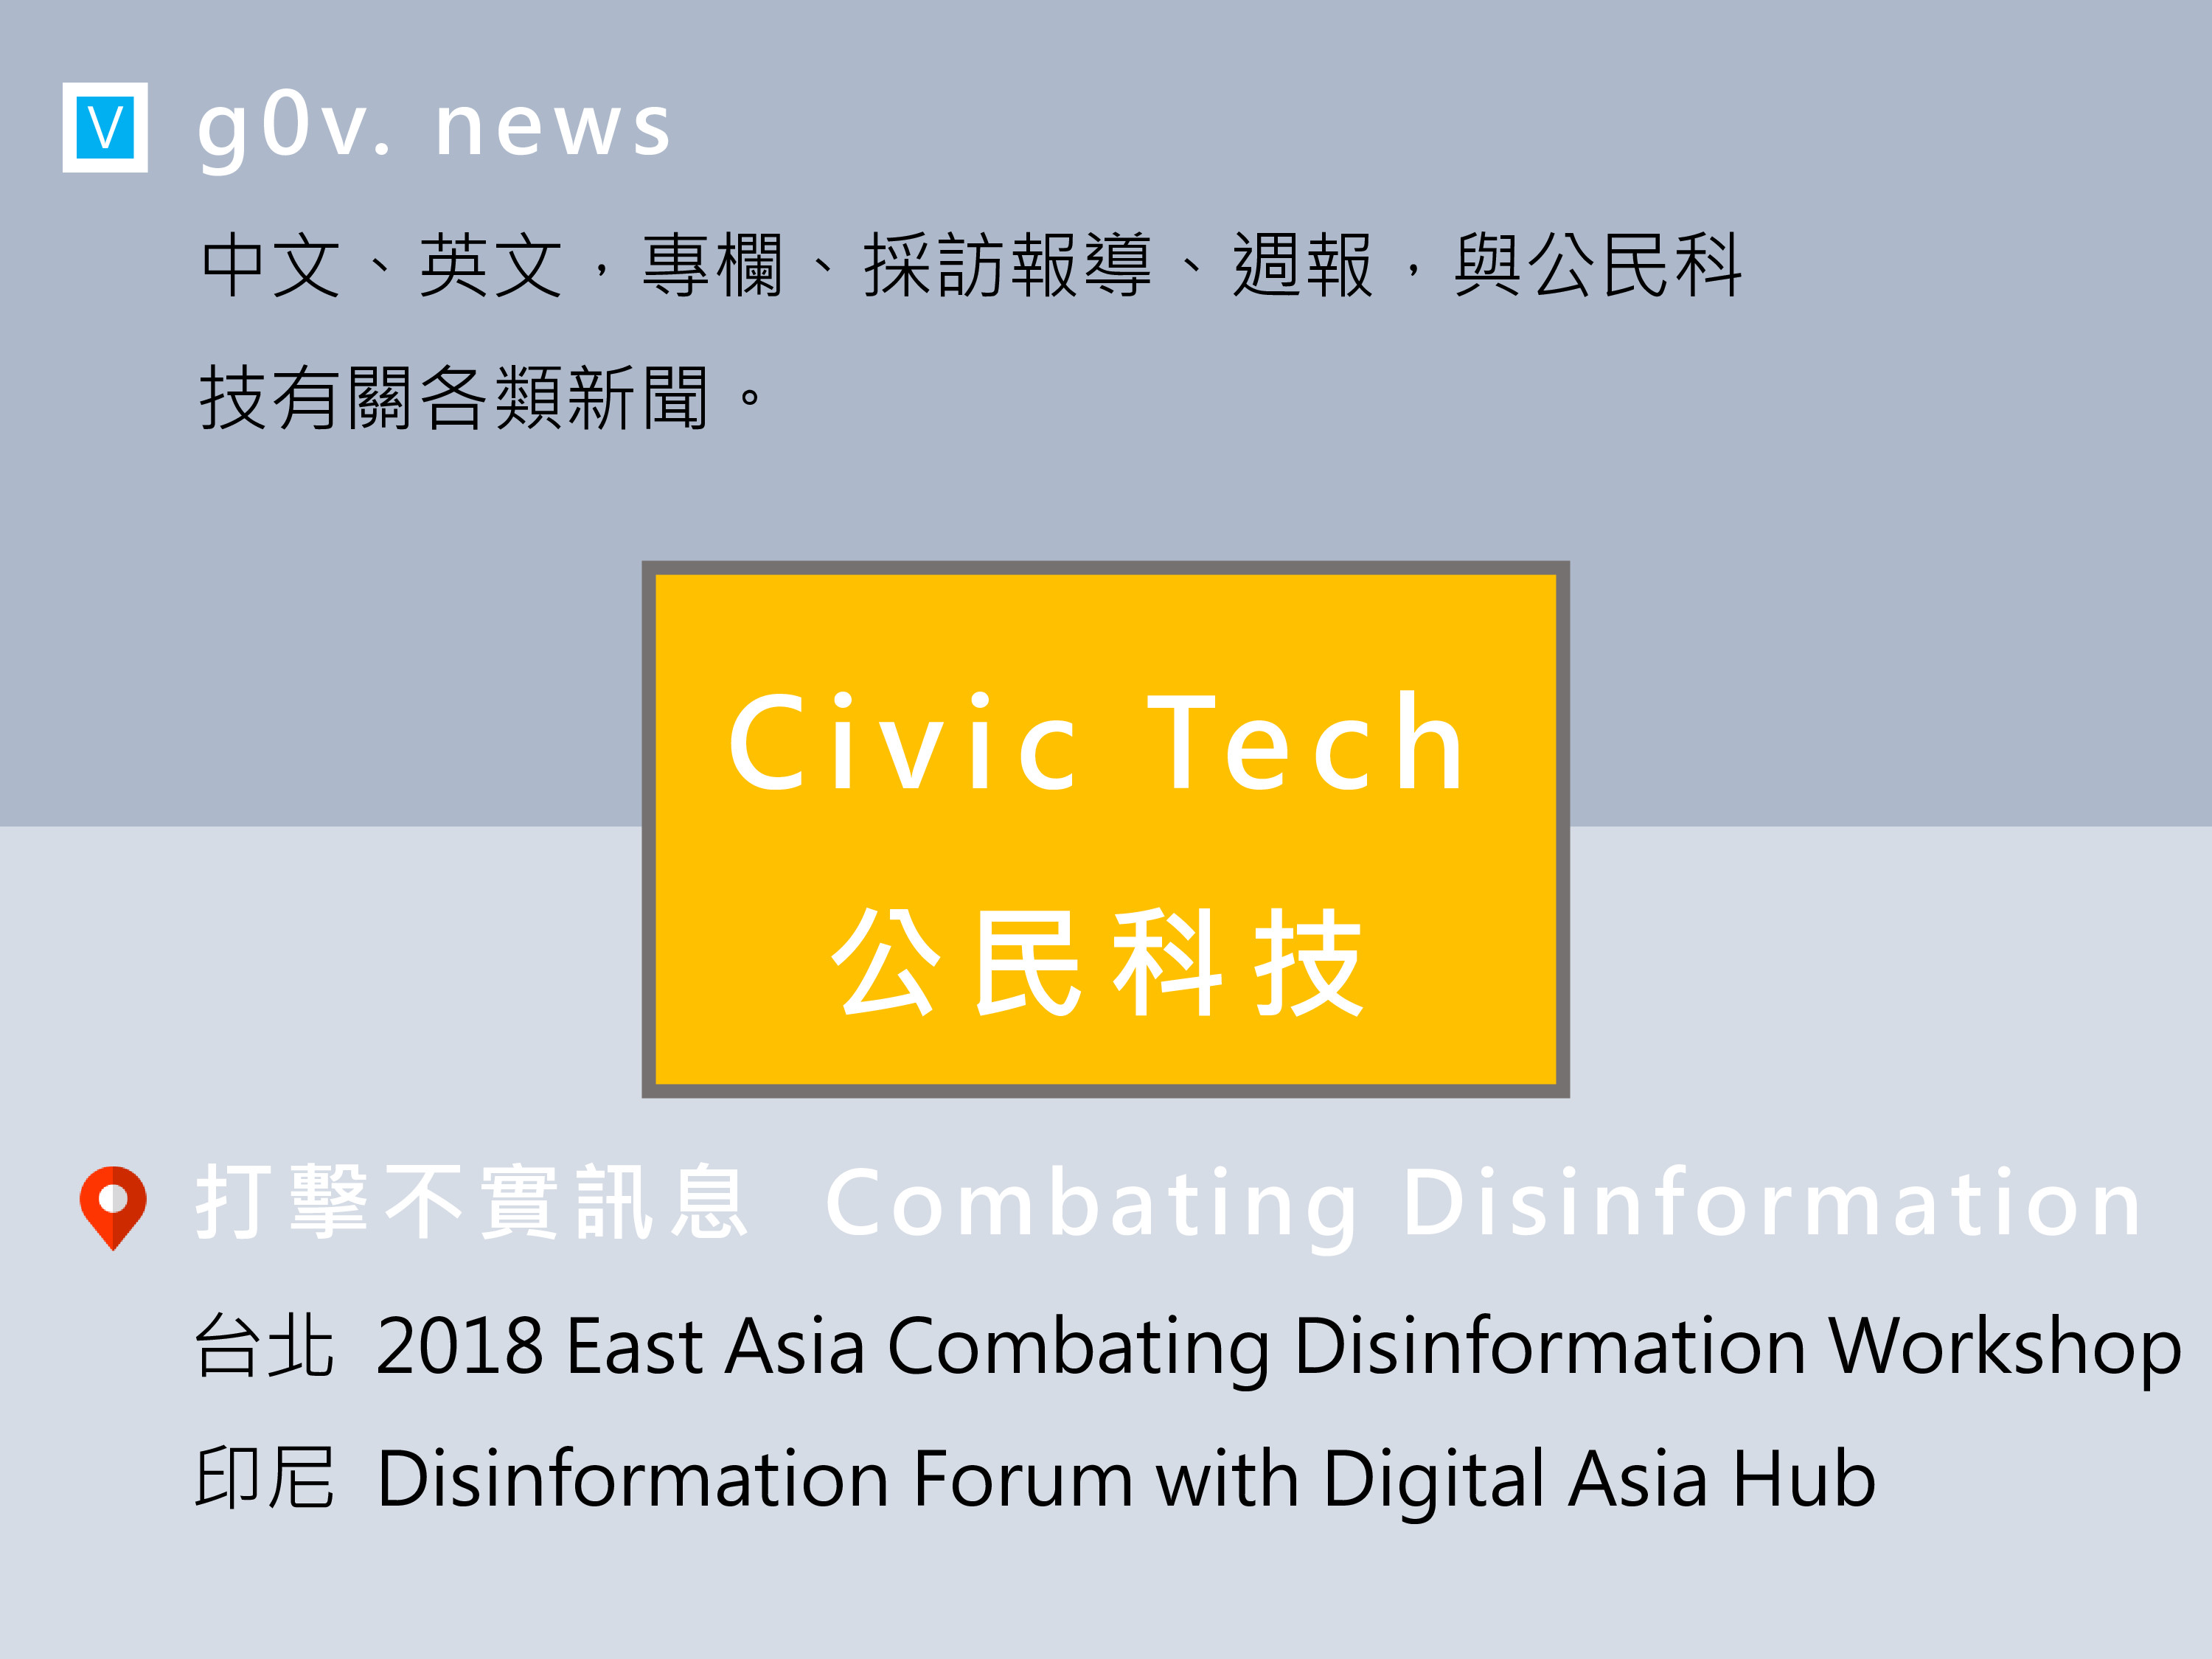 V g0v. news
中文、英文，專欄、採訪報導、週報，與公民科
技有關各類新聞。
Civic Tech
公民科技
打擊不實訊息 Combating Disinformation
台北 2018 East Asia Combating Disinformation Workshop
印尼 Disinformation Forum with Digital Asia Hub